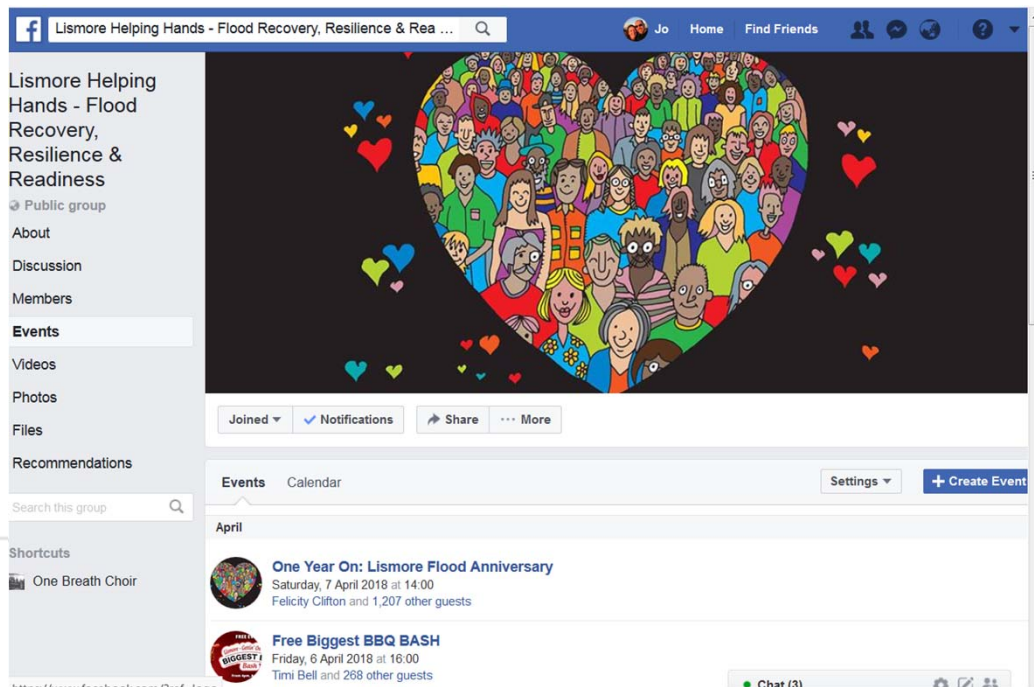 f
Lismore Helping Hands - Flood Recovery, Resilience & Rea ...
Jo Home Find Friends
Lismore Helping
Hands - Flood
Recovery,
Resilience &
Readiness
Public group
About
Discussion
Members
Events
Videos
Photos
Files
Recommendations
Search this group
Shortcuts
One Breath Choir
Joined Notifications Share More
Events Calendar Settings + Create Event
April
One Year On: Lismore Flood Anniversary
Saturday, 7 April 2018 at 14:00
Felicity Clifton and 1,207 other guests
BIGGEST
Free Biggest BBQ BASH
Friday, 6 April 2018 at 16:00
Timi Bell and 268 other guests
Chat (3)